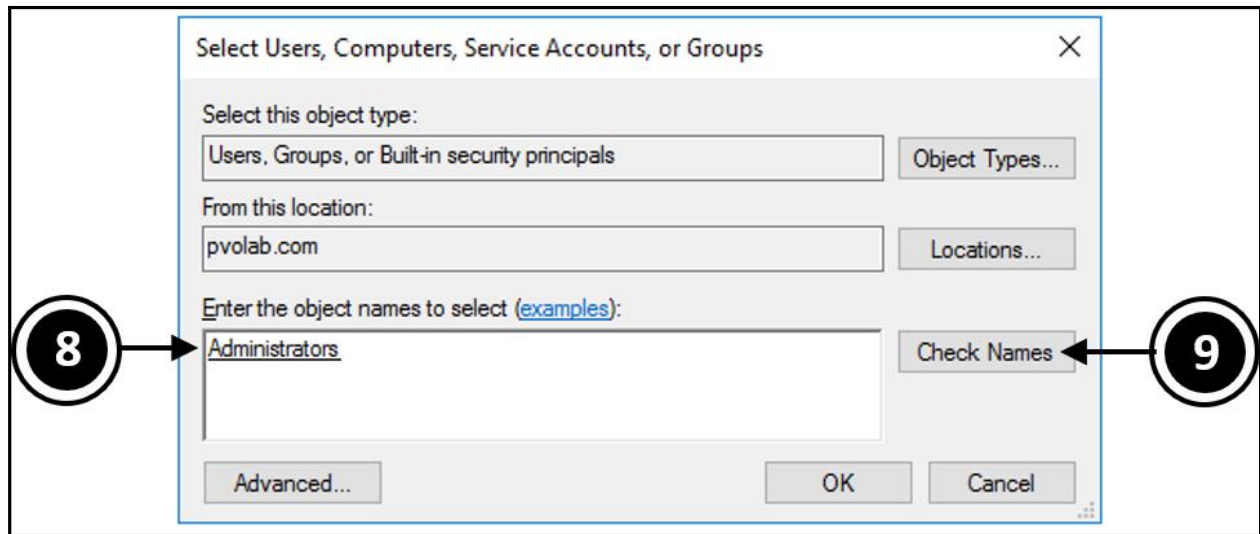 Select Users, Computers, Service Accounts, or Groups
Select this object type:
Users, Groups, or Built-in security principals
Object Types...
From this location:
pvolab.com
Locations...
Enter the object names to select (examples):
8
Administrators
Check Names
9
Advanced...
OK
Cancel